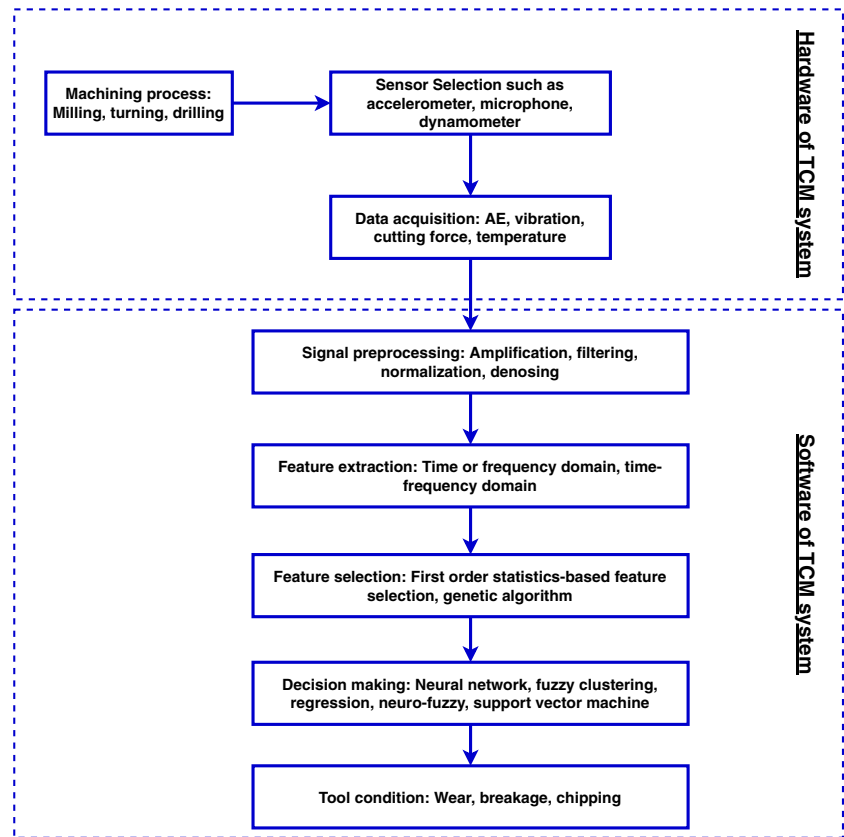 Machining process:
Milling, turning, drilling
Sensor Selection such as
accelerometer, microphone,
dynamometer
Data acquisition: AE, vibration,
cutting force, temperature
Hardware of TCM system
Signal preprocessing: Amplification, filtering,
normalization, denosing
Feature extraction: Time or frequency domain, time-
frequency domain
Feature selection: First order statistics-based feature
selection, genetic algorithm
Decision making: Neural network, fuzzy clustering,
regression, neuro-fuzzy, support vector machine
Tool condition: Wear, breakage, chipping
Software of TCM system